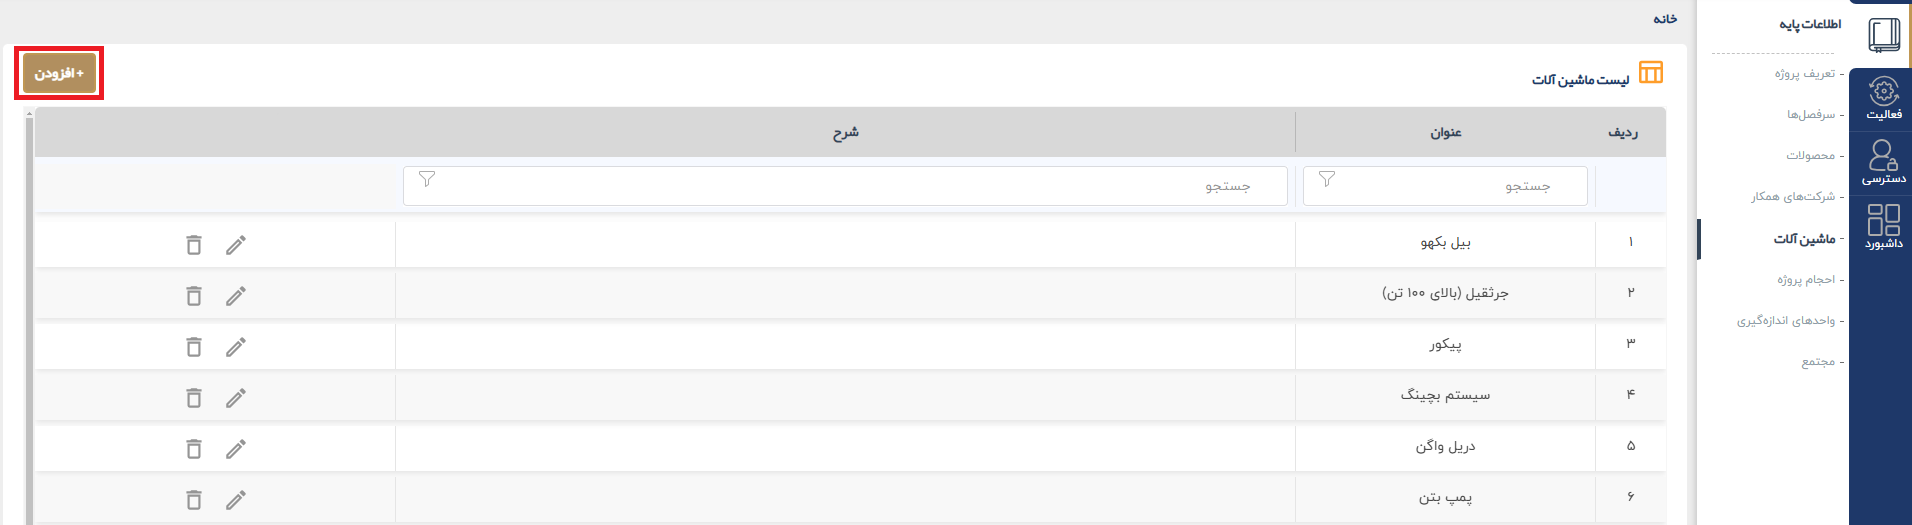 اطلاعات پایه
- تعریف پروژه
- سرفصل‌ها
- محصولات
- شرکت‌های همکار
- ماشین آلات
- احجام پروژه
- واحدهای اندازه‌گیری
- مجتمع
فعالیت
دسترسی
داشبورد
خانه
لیست ماشین آلات
+ افزودن
ردیف عنوان شرح
جستجو جستجو
۱ بیل بکهو
۲ جرثقیل (بالای ۱۰۰ تن)
۳ پیکور
۴ سیستم بچینگ
۵ دریل واگن
۶ پمپ بتن